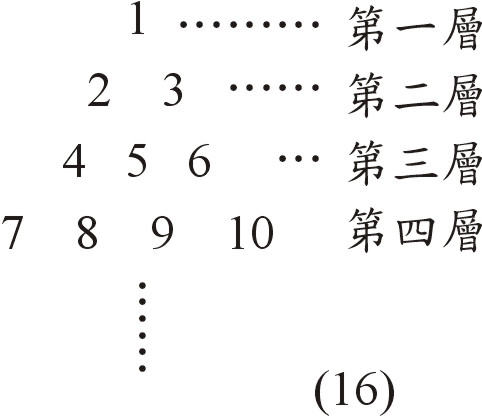 1 ⋯⋯⋯ 第一層
2 3 ⋯⋯ 第二層
4 5 6 ⋯ 第三層
7 8 9 10 第四層
⋮
(16)